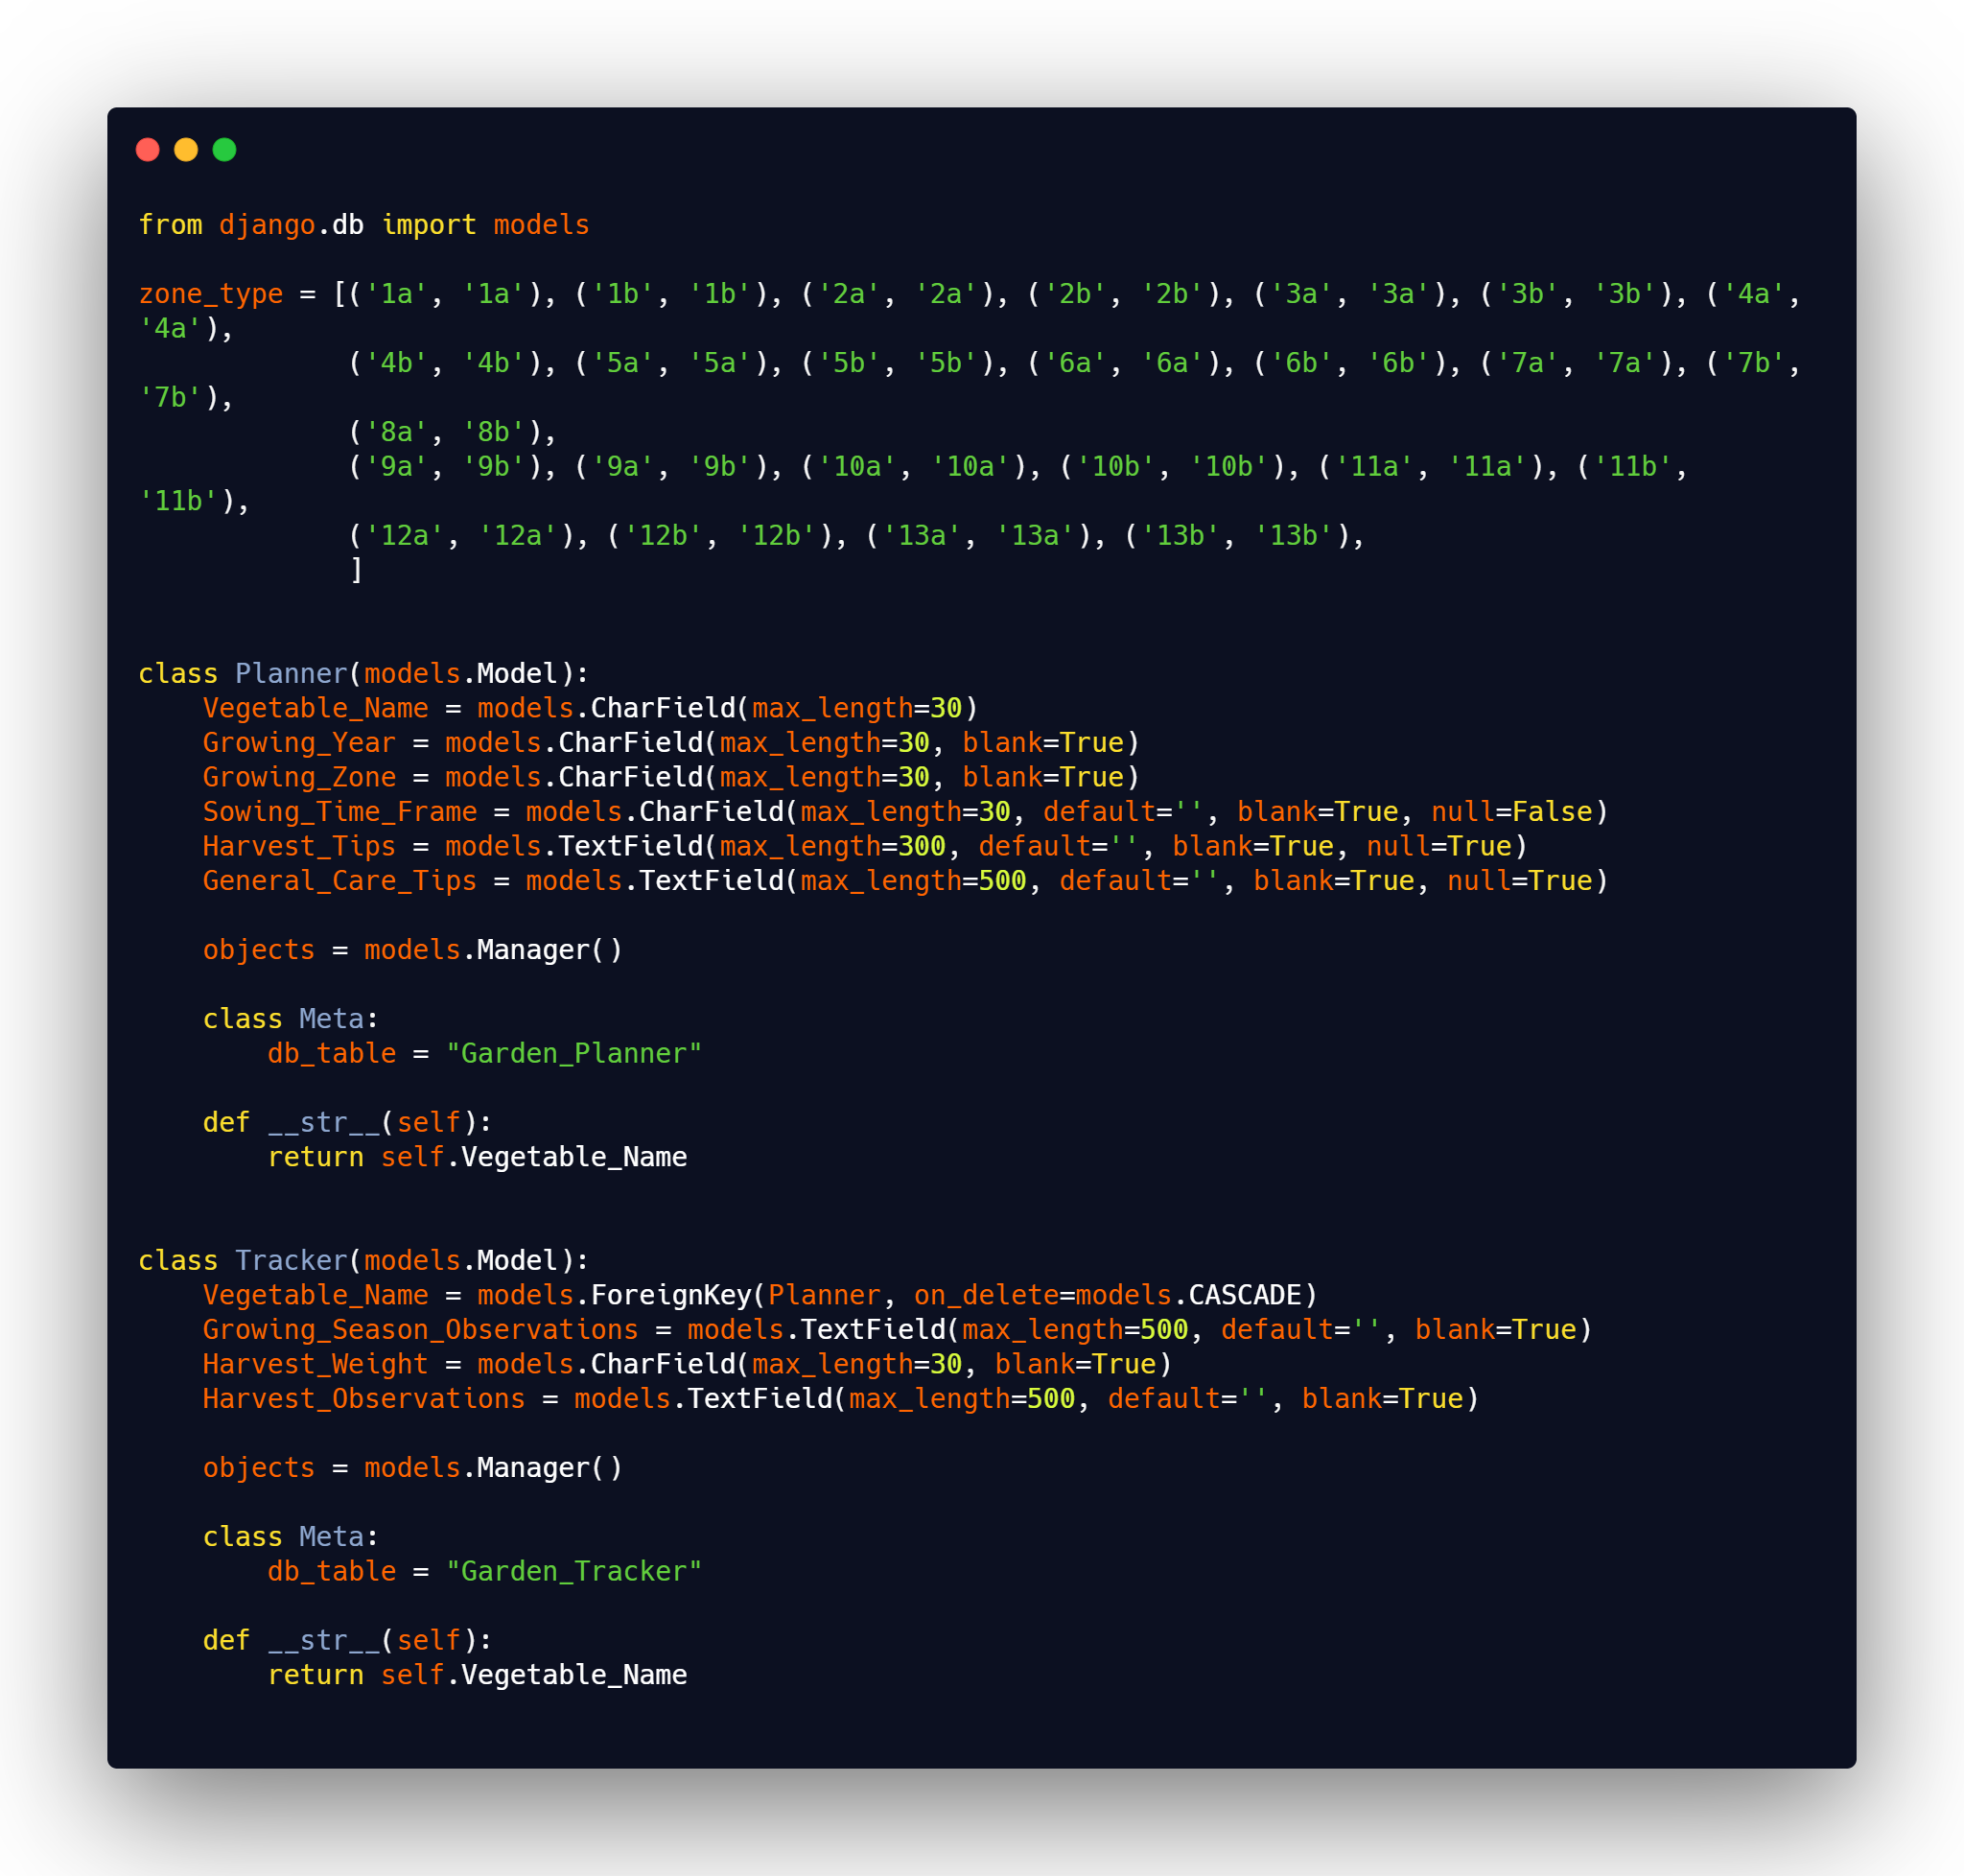 from django.db import models

zone_type = [('1a', '1a'), ('1b', '1b'), ('2a', '2a'), ('2b', '2b'), ('3a', '3a'), ('3b', '3b'), ('4a',
'4a'),
             ('4b', '4b'), ('5a', '5a'), ('5b', '5b'), ('6a', '6a'), ('6b', '6b'), ('7a', '7a'), ('7b',
'7b'),
             ('8a', '8b'),
             ('9a', '9b'), ('9a', '9b'), ('10a', '10a'), ('10b', '10b'), ('11a', '11a'), ('11b',
'11b'),
             ('12a', '12a'), ('12b', '12b'), ('13a', '13a'), ('13b', '13b'),
             ]


class Planner(models.Model):
    Vegetable_Name = models.CharField(max_length=30)
    Growing_Year = models.CharField(max_length=30, blank=True)
    Growing_Zone = models.CharField(max_length=30, blank=True)
    Sowing_Time_Frame = models.CharField(max_length=30, default='', blank=True, null=False)
    Harvest_Tips = models.TextField(max_length=300, default='', blank=True, null=True)
    General_Care_Tips = models.TextField(max_length=500, default='', blank=True, null=True)

    objects = models.Manager()

    class Meta:
        db_table = "Garden_Planner"

    def __str__(self):
        return self.Vegetable_Name


class Tracker(models.Model):
    Vegetable_Name = models.ForeignKey(Planner, on_delete=models.CASCADE)
    Growing_Season_Observations = models.TextField(max_length=500, default='', blank=True)
    Harvest_Weight = models.CharField(max_length=30, blank=True)
    Harvest_Observations = models.TextField(max_length=500, default='', blank=True)

    objects = models.Manager()

    class Meta:
        db_table = "Garden_Tracker"

    def __str__(self):
        return self.Vegetable_Name